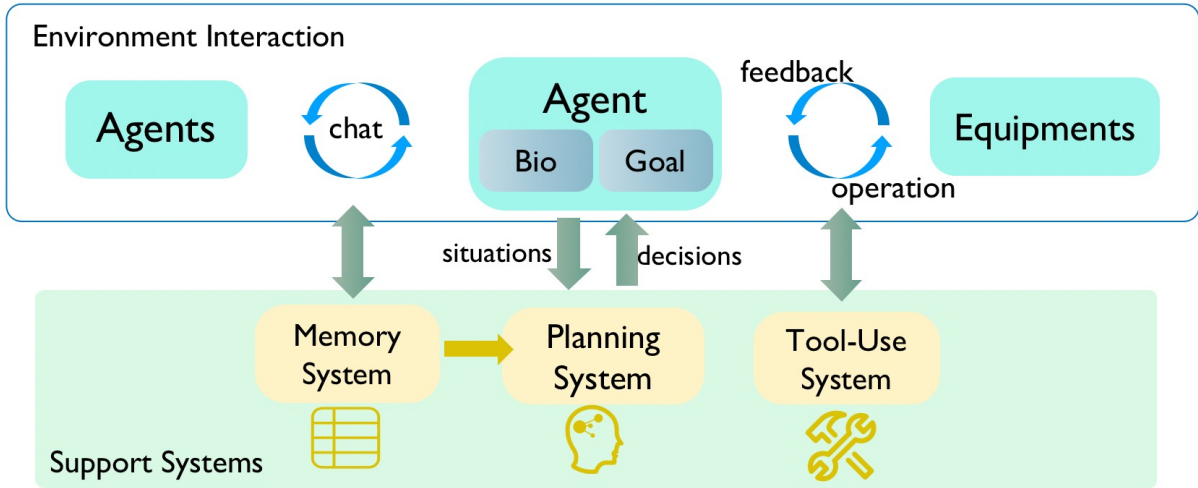 Environment Interaction
Agents
chat
Agent
Bio
Goal
feedback
operation
Equipments
situations
decisions
Memory
System
Planning
System
Tool-Use
System
Support Systems